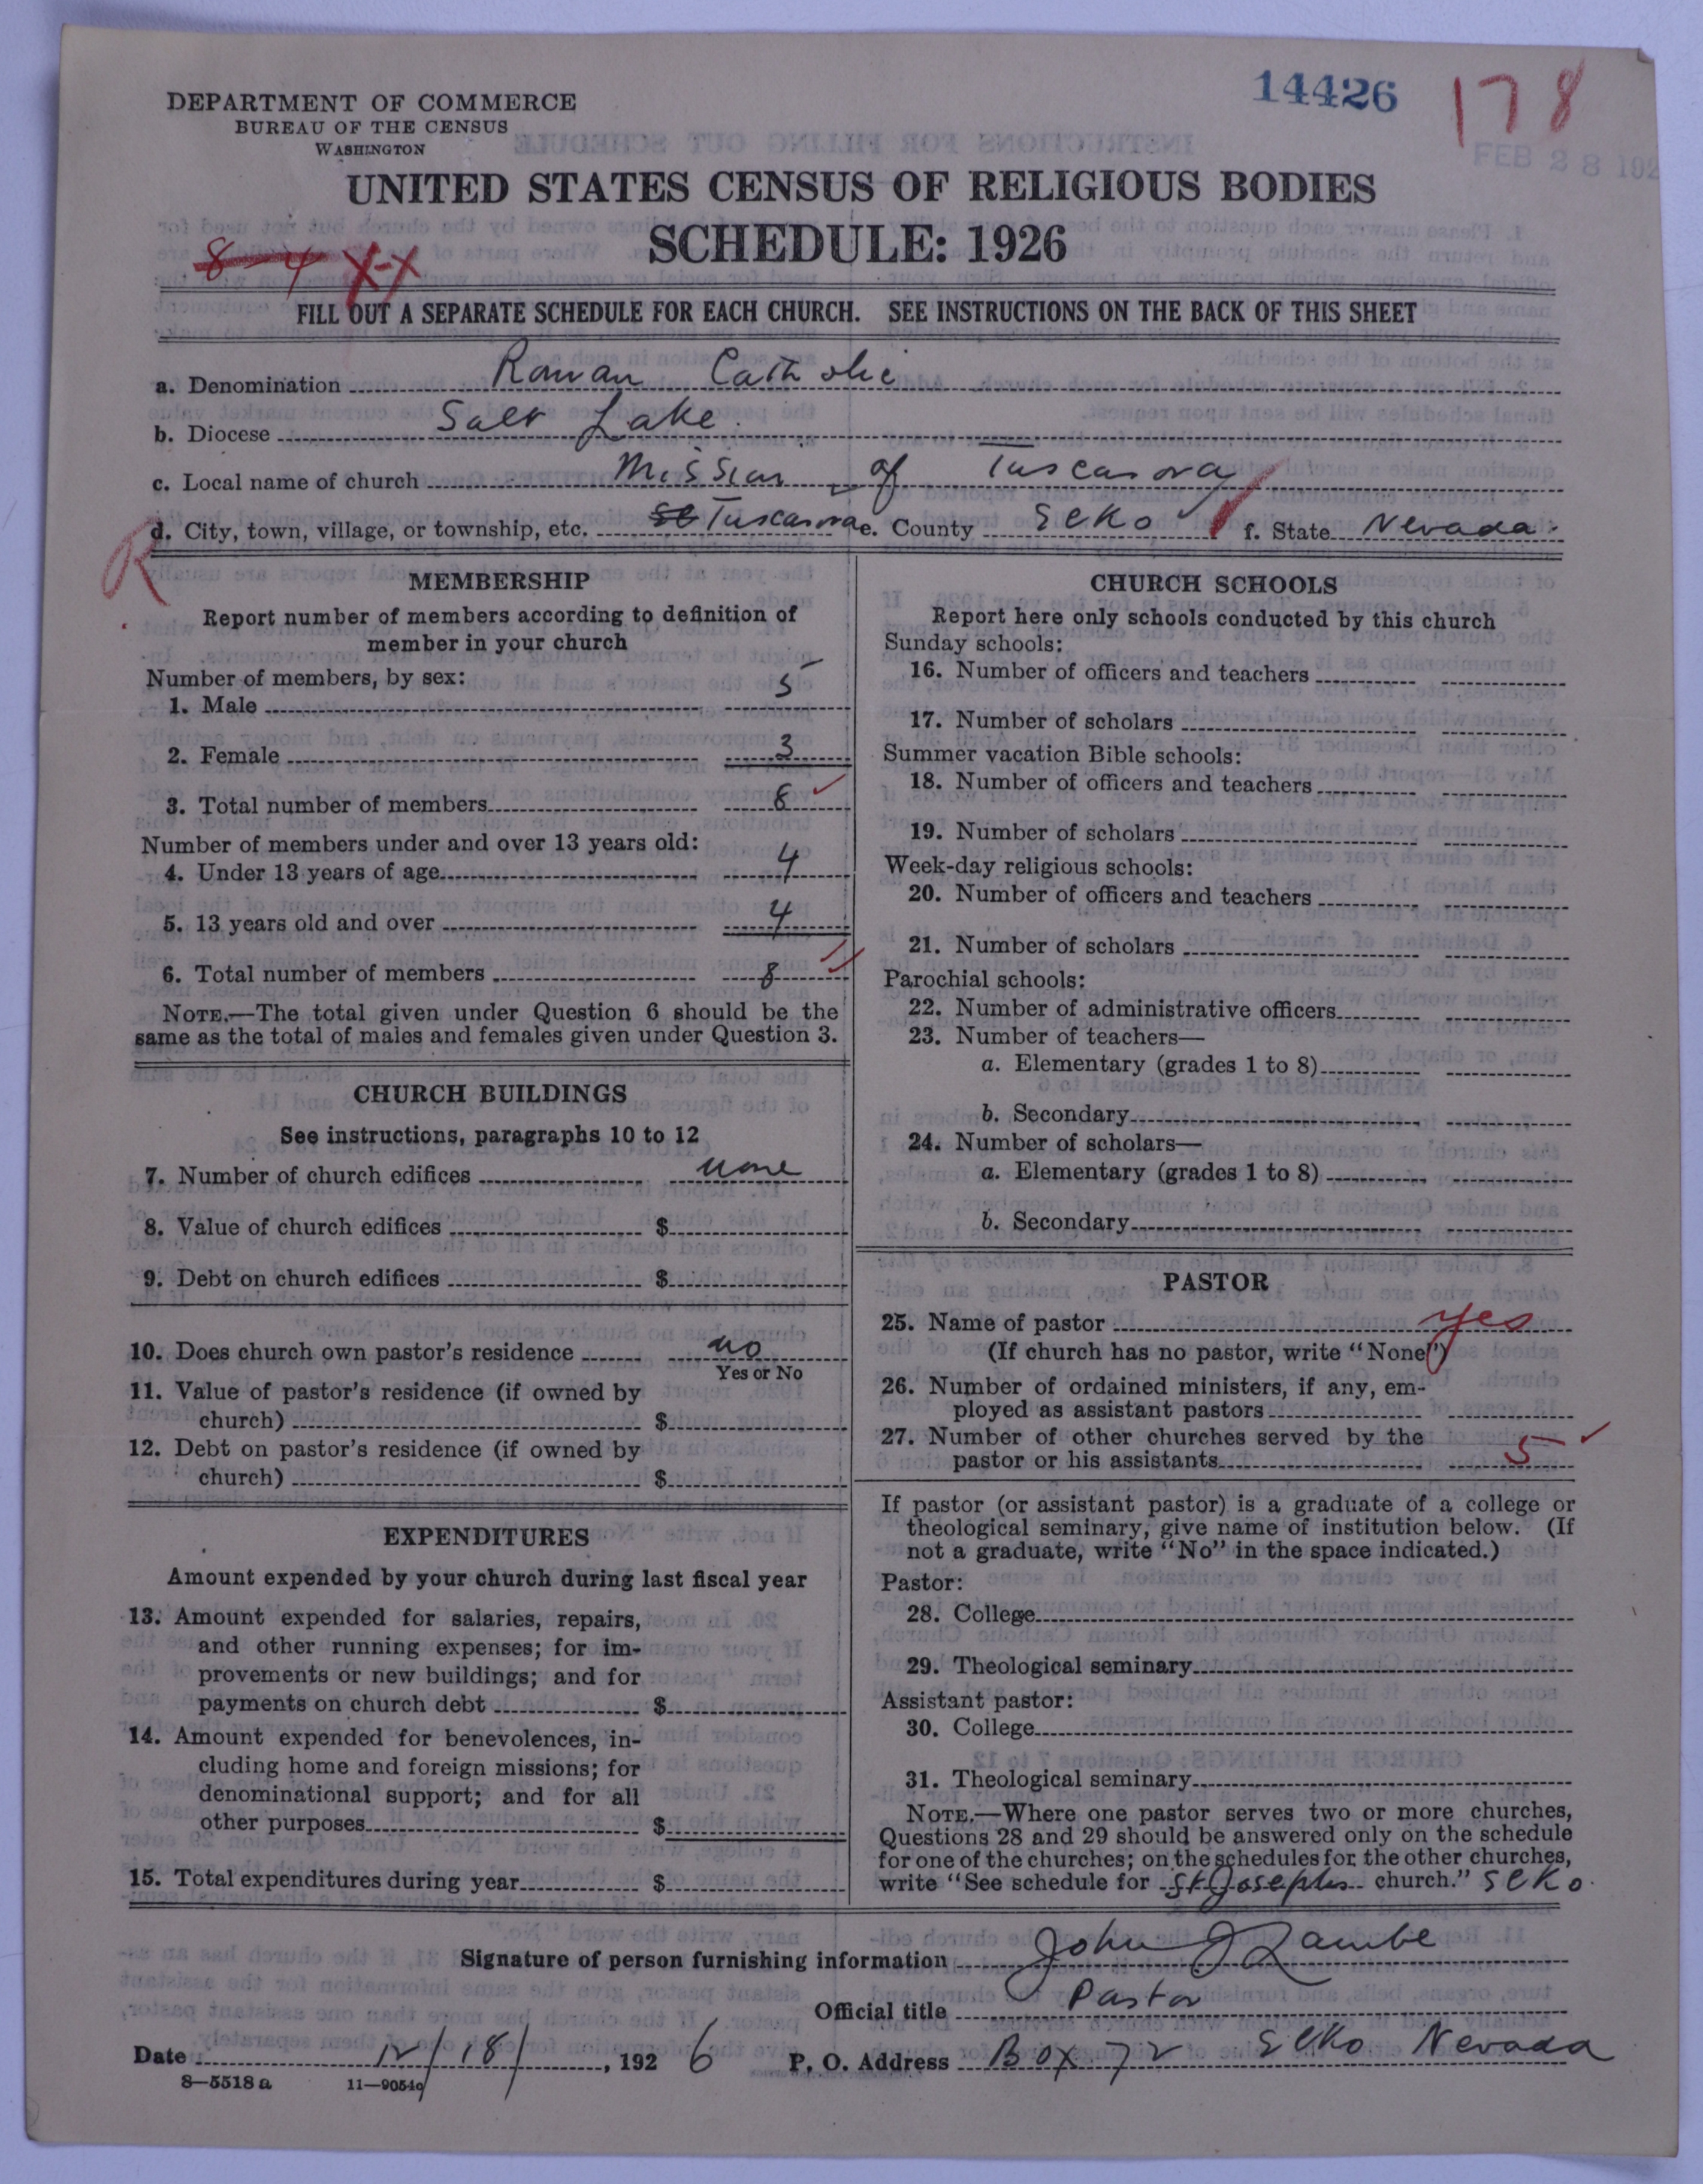 14426
178
FEB 28 192
DEPARTMENT OF COMMERCE
BUREAU OF THE CENSUS
WASHINGTON
UNITED STATES CENSUS OF RELIGIOUS BODIES
SCHEDULE: 1926
8-4 X-X
FILL OUT A SEPARATE SCHEDULE FOR EACH CHURCH. SEE INSTRUCTIONS ON THE BACK OF THIS SHEET
a. Denomination Roman Catholic
b. Diocese Salt Lake
c. Local name of church Mission of Tuscarora
d. City, town, village, or township, etc. Tuscarora e. County Elko f. State Nevada
R
MEMBERSHIP
Report number of members according to definition of
member in your church
Number of members, by sex:
1. Male 5
2. Female 3
3. Total number of members 8
Number of members under and over 13 years old:
4. Under 13 years of age 4
5. 13 years old and over 4
6. Total number of members 8
NOTE.—The total given under Question 6 should be the
same as the total of males and females given under Question 3.
CHURCH BUILDINGS
See instructions, paragraphs 10 to 12
7. Number of church edifices none
8. Value of church edifices $
9. Debt on church edifices $
10. Does church own pastor's residence no
Yes or No
11. Value of pastor's residence (if owned by
church) $
12. Debt on pastor's residence (if owned by
church) $
EXPENDITURES
Amount expended by your church during last fiscal year
13. Amount expended for salaries, repairs,
and other running expenses; for im-
provements or new buildings; and for
payments on church debt $
14. Amount expended for benevolences, in-
cluding home and foreign missions; for
denominational support; and for all
other purposes $
15. Total expenditures during year $
CHURCH SCHOOLS
Report here only schools conducted by this church
Sunday schools:
16. Number of officers and teachers
17. Number of scholars
Summer vacation Bible schools:
18. Number of officers and teachers
19. Number of scholars
Week-day religious schools:
20. Number of officers and teachers
21. Number of scholars
Parochial schools:
22. Number of administrative officers
23. Number of teachers—
a. Elementary (grades 1 to 8)
b. Secondary
24. Number of scholars—
a. Elementary (grades 1 to 8)
b. Secondary
PASTOR
25. Name of pastor yes
(If church has no pastor, write "None")
26. Number of ordained ministers, if any, em-
ployed as assistant pastors
27. Number of other churches served by the
pastor or his assistants 5
If pastor (or assistant pastor) is a graduate of a college or
theological seminary, give name of institution below. (If
not a graduate, write "No" in the space indicated.)
Pastor:
28. College
29. Theological seminary
Assistant pastor:
30. College
31. Theological seminary
NOTE.—Where one pastor serves two or more churches,
Questions 28 and 29 should be answered only on the schedule
for one of the churches; on the schedules for the other churches,
write "See schedule for St Josephs church." Elko
Signature of person furnishing information John J Lambe
Official title Pastor
Date 12/18/, 1926 P. O. Address Box 72 Elko Nevada
8—5518 a 11—9054a